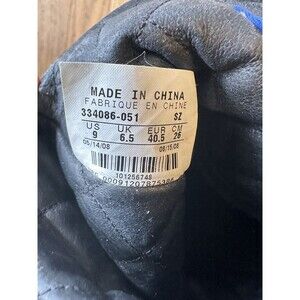 MADE IN CHINA
FABRIQUE EN CHINE
334086-051 SZ
US UK EUR CM
9 6.5 40.5 26
05/14/08 08/15/08
101256748